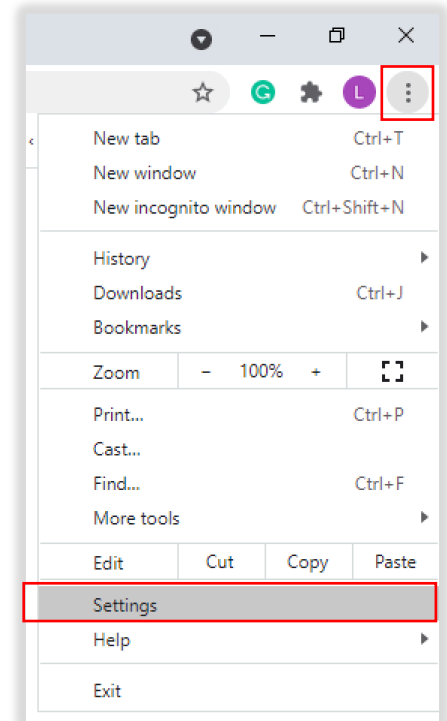 G L
New tab Ctrl+T
New window Ctrl+N
New incognito window Ctrl+Shift+N
History
Downloads Ctrl+J
Bookmarks
Zoom - 100% +
Print... Ctrl+P
Cast...
Find... Ctrl+F
More tools
Edit Cut Copy Paste
Settings
Help
Exit